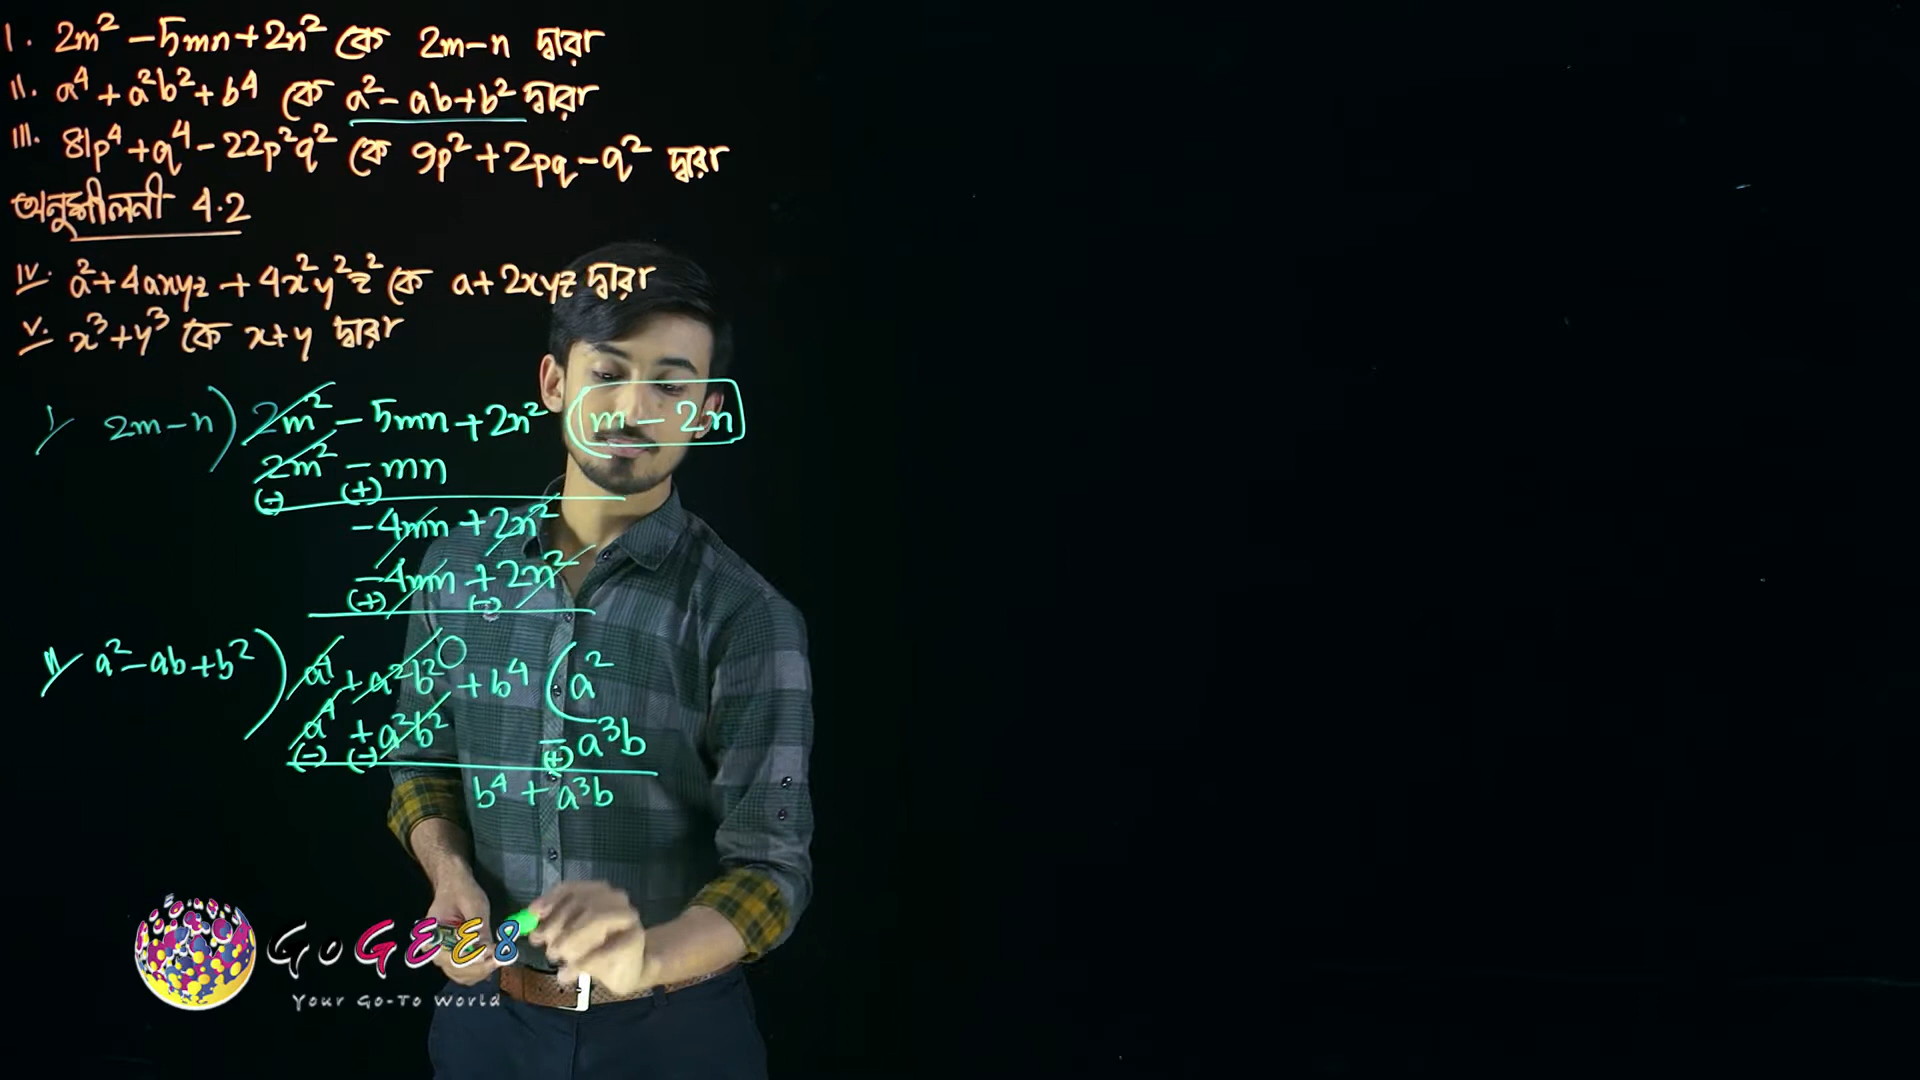 I. 2m² - 5mn + 2n² কে 2m - n দ্বারা
II. a⁴ + a²b² + b⁴ কে a² - ab + b² দ্বারা
III. 81p⁴ + q⁴ - 22p²q² কে 9p² + 2pq - q² দ্বারা
অনুশীলনী 4.2
IV. a² + 4axyz + 4x²y²z² কে a + 2xyz দ্বারা
V. x³ + y³ কে x + y দ্বারা
I/ 2m - n ) 2m² - 5mn + 2n² ( m - 2n
2m² - mn
(-) (+)
-4mn + 2n²
-4mn + 2n²
(+) (-)
II/ a² - ab + b² ) a⁴ + a²b² + b⁴ ( a²
a⁴ + a²b² - a³b
(-) (-) (+)
b⁴ + a³b
GoGEE8
Your Go-To World